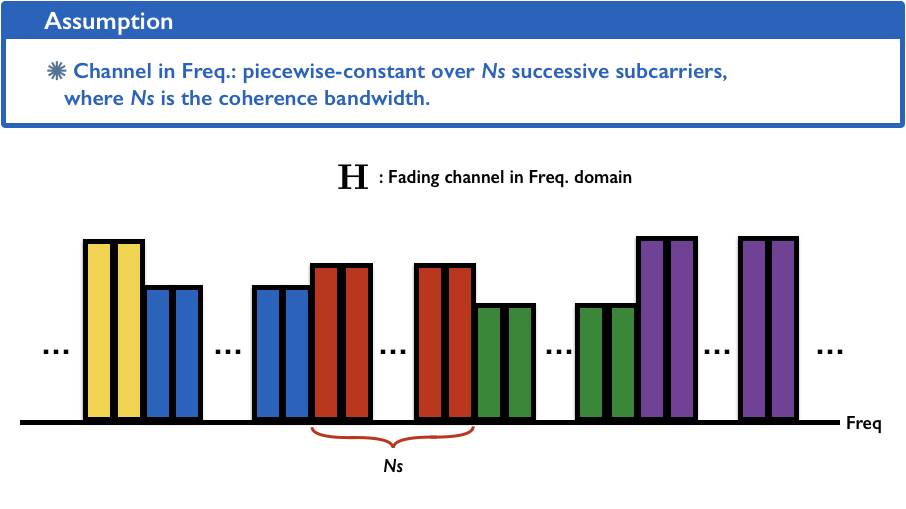 Assumption
Channel in Freq.: piecewise-constant over Ns successive subcarriers,
where Ns is the coherence bandwidth.
H : Fading channel in Freq. domain
... ... ... ... ... ...
Freq
Ns